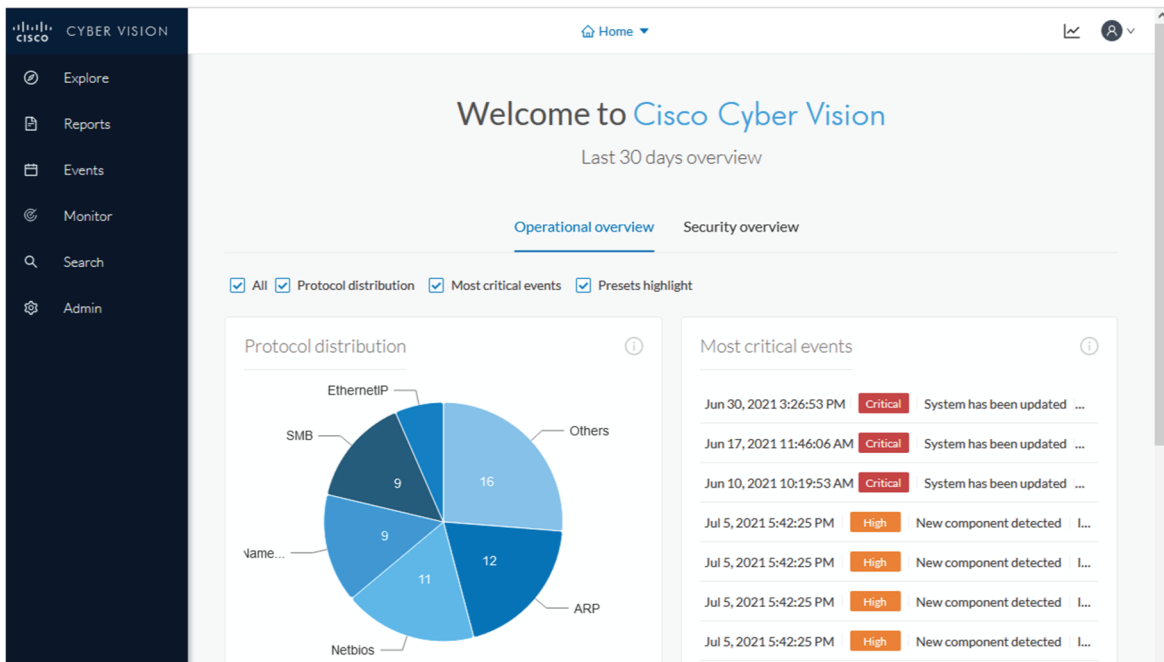 CISCO CYBER VISION
Home
Explore
Reports
Events
Monitor
Search
Admin
Welcome to Cisco Cyber Vision
Last 30 days overview
Operational overview Security overview
All Protocol distribution Most critical events Presets highlight
Protocol distribution
EthernetIP
SMB
Others
9
16
9
12
11
Name...
ARP
Netbios
Most critical events
Jun 30, 2021 3:26:53 PM Critical System has been updated ...
Jun 17, 2021 11:46:06 AM Critical System has been updated ...
Jun 10, 2021 10:19:53 AM Critical System has been updated ...
Jul 5, 2021 5:42:25 PM High New component detected I...
Jul 5, 2021 5:42:25 PM High New component detected I...
Jul 5, 2021 5:42:25 PM High New component detected I...
Jul 5, 2021 5:42:25 PM High New component detected I...